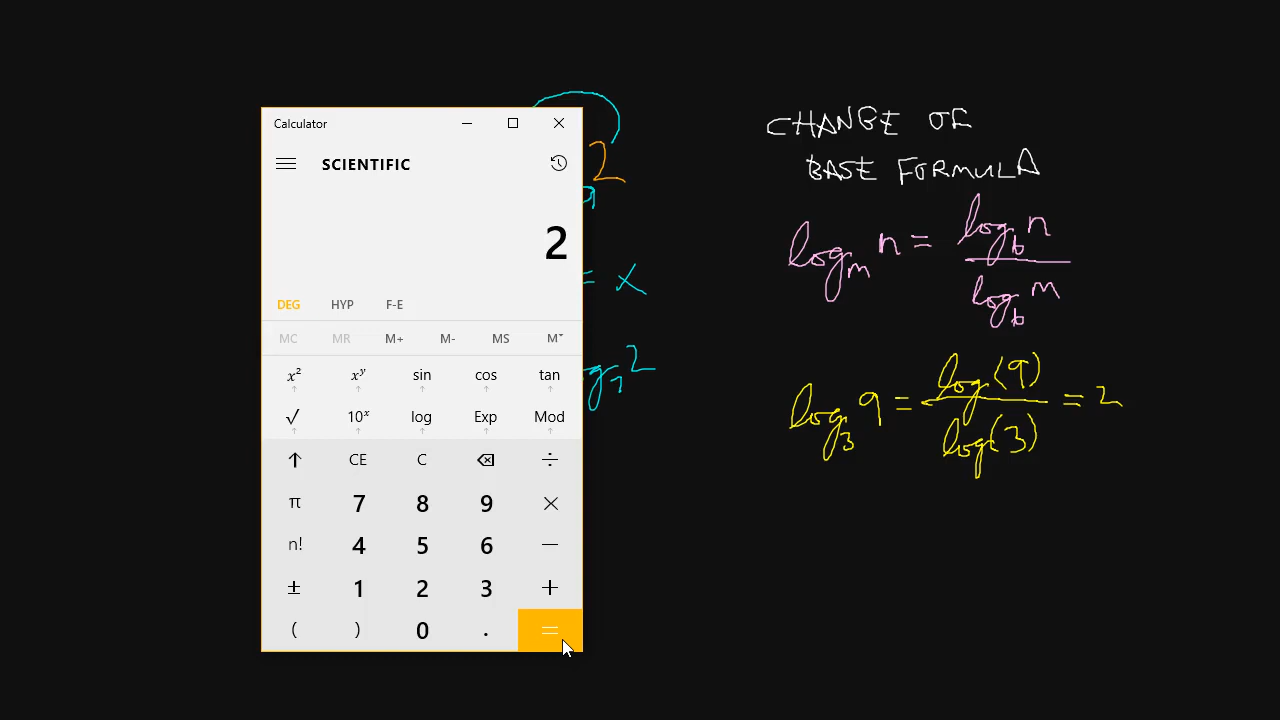 Calculator
SCIENTIFIC
2
DEG HYP F-E
MC MR M+ M- MS M▾
x² xʸ sin cos tan
√ 10ˣ log Exp Mod
↑ CE C ⌫ ÷
π 7 8 9 ×
n! 4 5 6 −
± 1 2 3 +
( ) 0 . =
2
= x
2
CHANGE OF
BASE FORMULA
logₘ n = log_b n / log_b m
log₃ 9 = log(9) / log(3) = 2